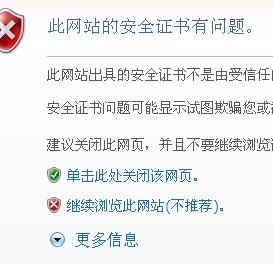 此网站的安全证书有问题。
此网站出具的安全证书不是由受信任
安全证书问题可能显示试图欺骗您或
建议关闭此网页，并且不要继续浏览
单击此处关闭该网页。
继续浏览此网站(不推荐)。
更多信息